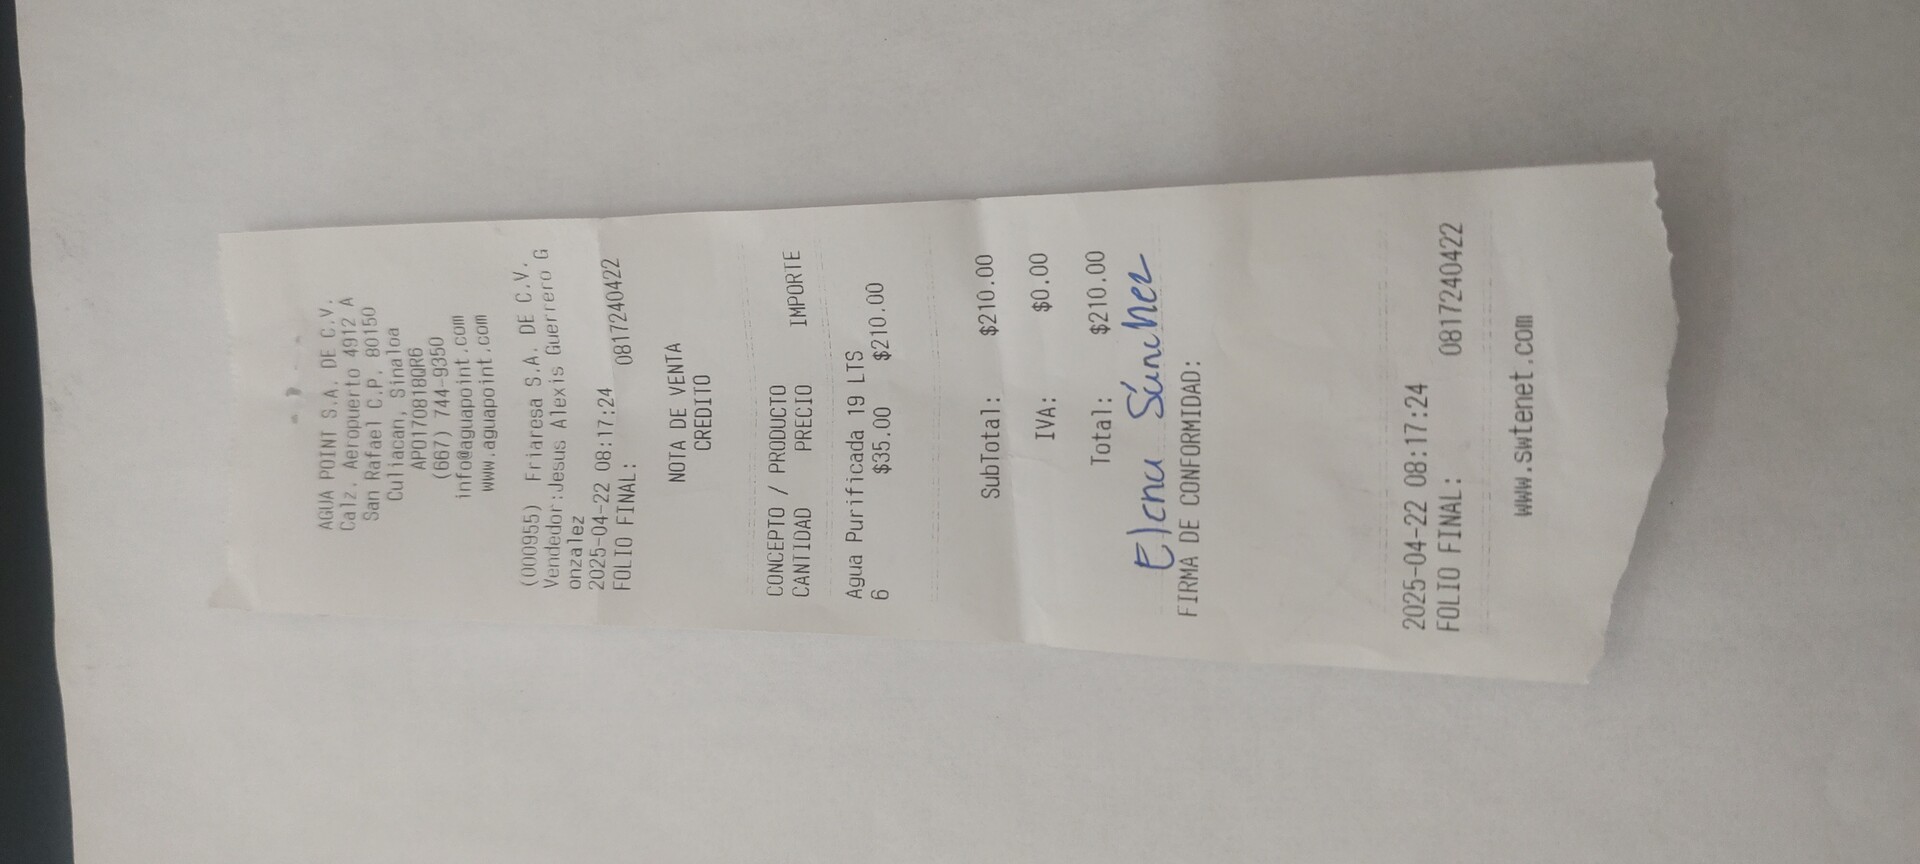 AGUA POINT S.A. DE C.V.
Calz. Aeropuerto 4912 A
San Rafael C.P. 80150
Culiacan, Sinaloa
APO170818QR6
(667) 744-9350
info@aguapoint.com
www.aguapoint.com
(000955) Friaresa S.A. DE C.V.
Vendedor:Jesus Alexis Guerrero G
onzalez
2025-04-22 08:17:24
FOLIO FINAL: 0817240422
NOTA DE VENTA
CREDITO
CONCEPTO / PRODUCTO
CANTIDAD PRECIO IMPORTE
Agua Purificada 19 LTS
6 $35.00 $210.00
SubTotal: $210.00
IVA: $0.00
Total: $210.00
Elena Sánchez
FIRMA DE CONFORMIDAD:
2025-04-22 08:17:24
FOLIO FINAL: 0817240422
www.swtenet.com